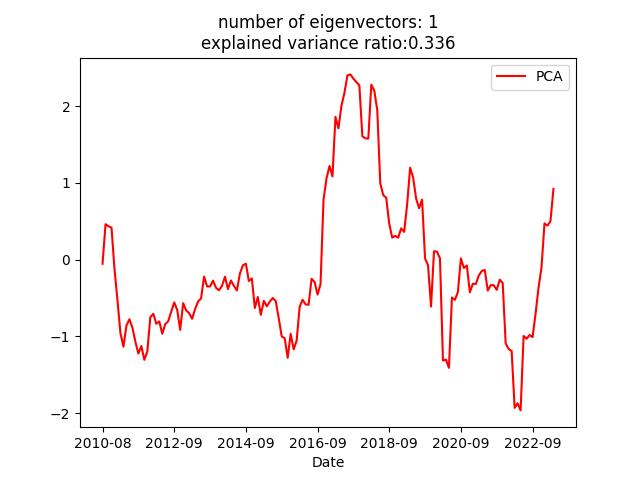 number of eigenvectors: 1
explained variance ratio:0.336
PCA
2
1
0
−1
−2
2010-08 2012-09 2014-09 2016-09 2018-09 2020-09 2022-09
Date